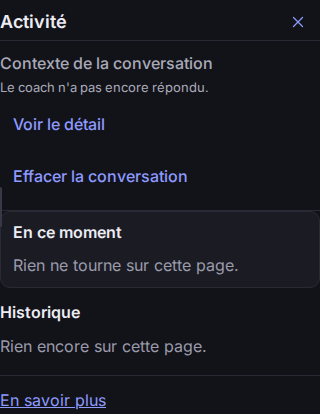 Activité
Contexte de la conversation
Le coach n'a pas encore répondu.
Voir le détail
Effacer la conversation
En ce moment
Rien ne tourne sur cette page.
Historique
Rien encore sur cette page.
En savoir plus